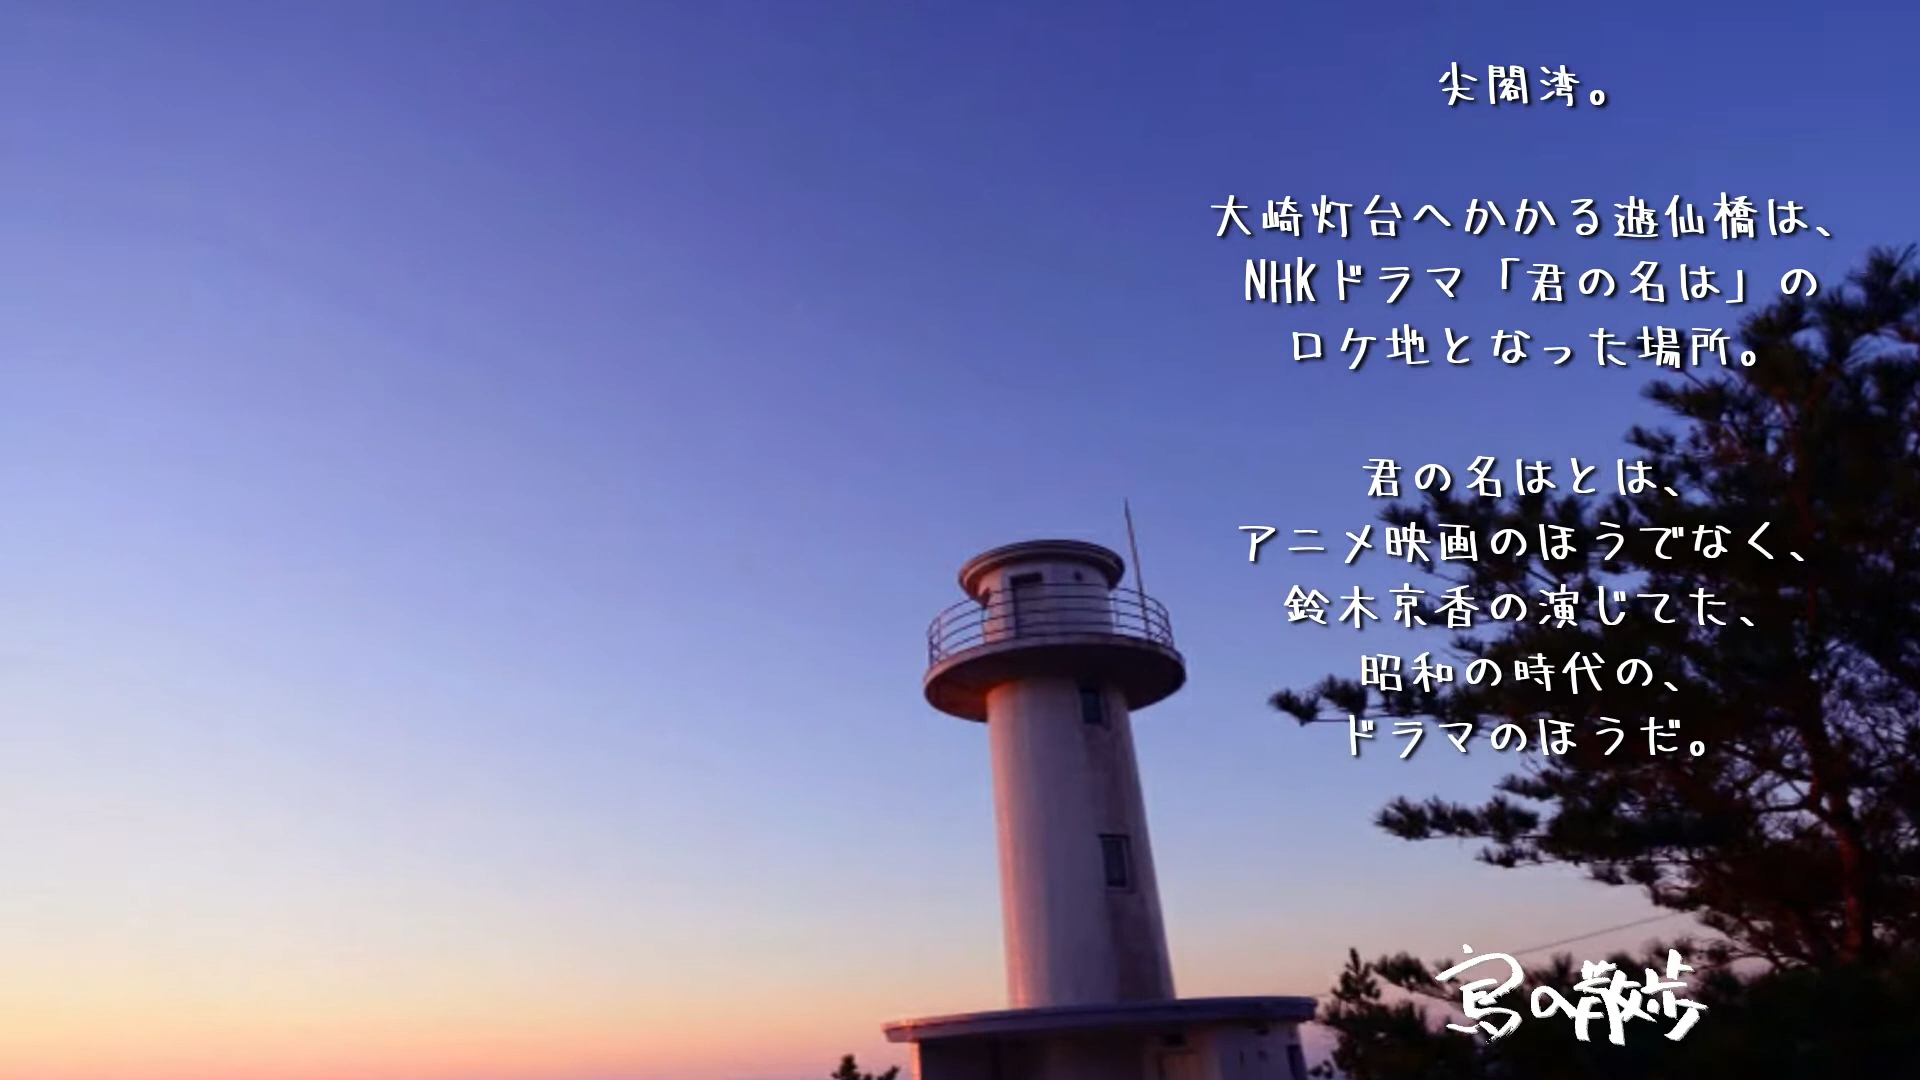 尖閣湾。
大崎灯台へかかる遊仙橋は、
NHKドラマ「君の名は」の
ロケ地となった場所。
君の名はとは、
アニメ映画のほうでなく、
鈴木京香の演じてた、
昭和の時代の、
ドラマのほうだ。
の散歩